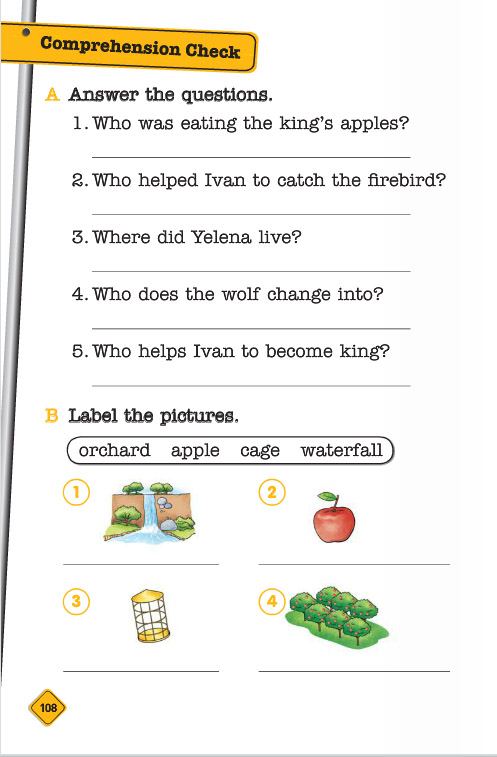 Comprehension Check
A Answer the questions.
1. Who was eating the king's apples?
2. Who helped Ivan to catch the firebird?
3. Where did Yelena live?
4. Who does the wolf change into?
5. Who helps Ivan to become king?
B Label the pictures.
orchard apple cage waterfall
1 2
3 4
108